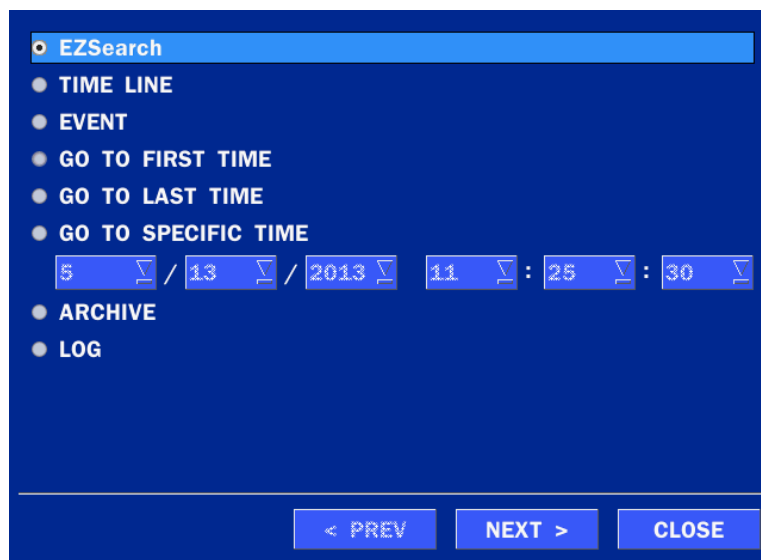 EZSearch
TIME LINE
EVENT
GO TO FIRST TIME
GO TO LAST TIME
GO TO SPECIFIC TIME
5 / 13 / 2013 11 : 25 : 30
ARCHIVE
LOG
< PREV NEXT > CLOSE